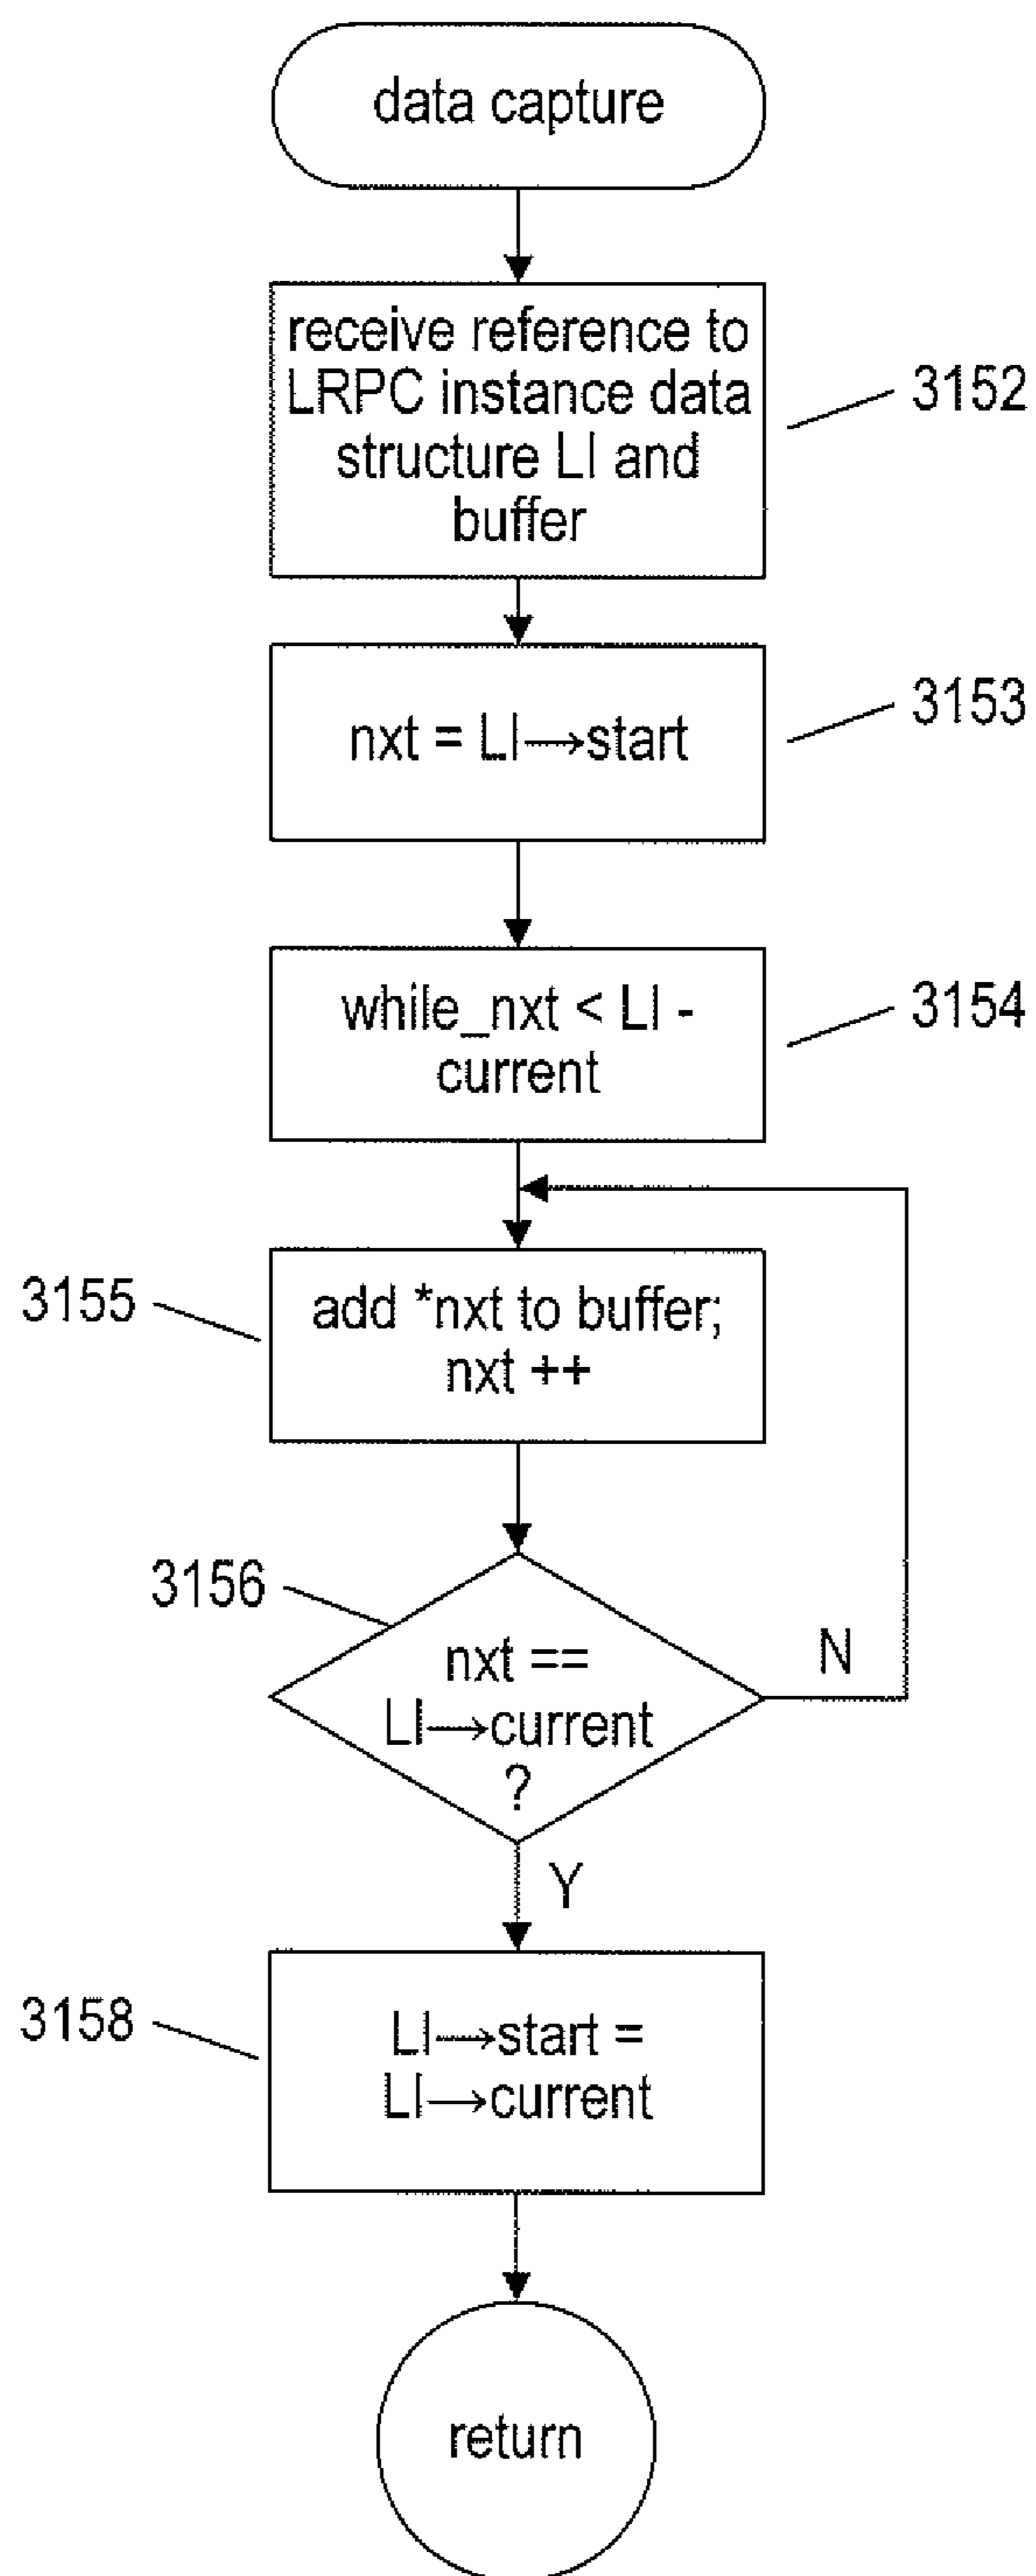 data capture
receive reference to
LRPC instance data
structure LI and
buffer
3152
nxt = LI→start
3153
while_nxt < LI -
current
3154
3155
add *nxt to buffer;
nxt ++
3156
nxt ==
LI→current
?
N
Y
3158
LI→start =
LI→current
return